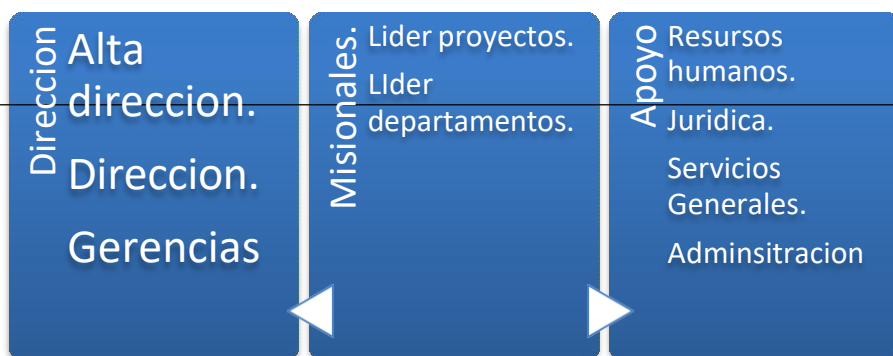 Direccion
Alta
direccion.
Direccion.
Gerencias
Misionales.
Lider proyectos.
LIder
departamentos.
Apoyo
Resursos
humanos.
Juridica.
Servicios
Generales.
Adminsitracion